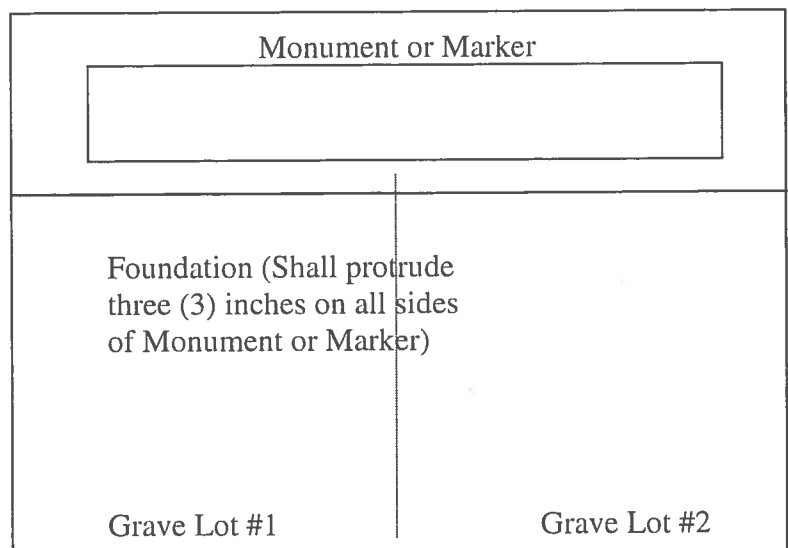 Monument or Marker
Foundation (Shall protrude
three (3) inches on all sides
of Monument or Marker)
Grave Lot #1
Grave Lot #2